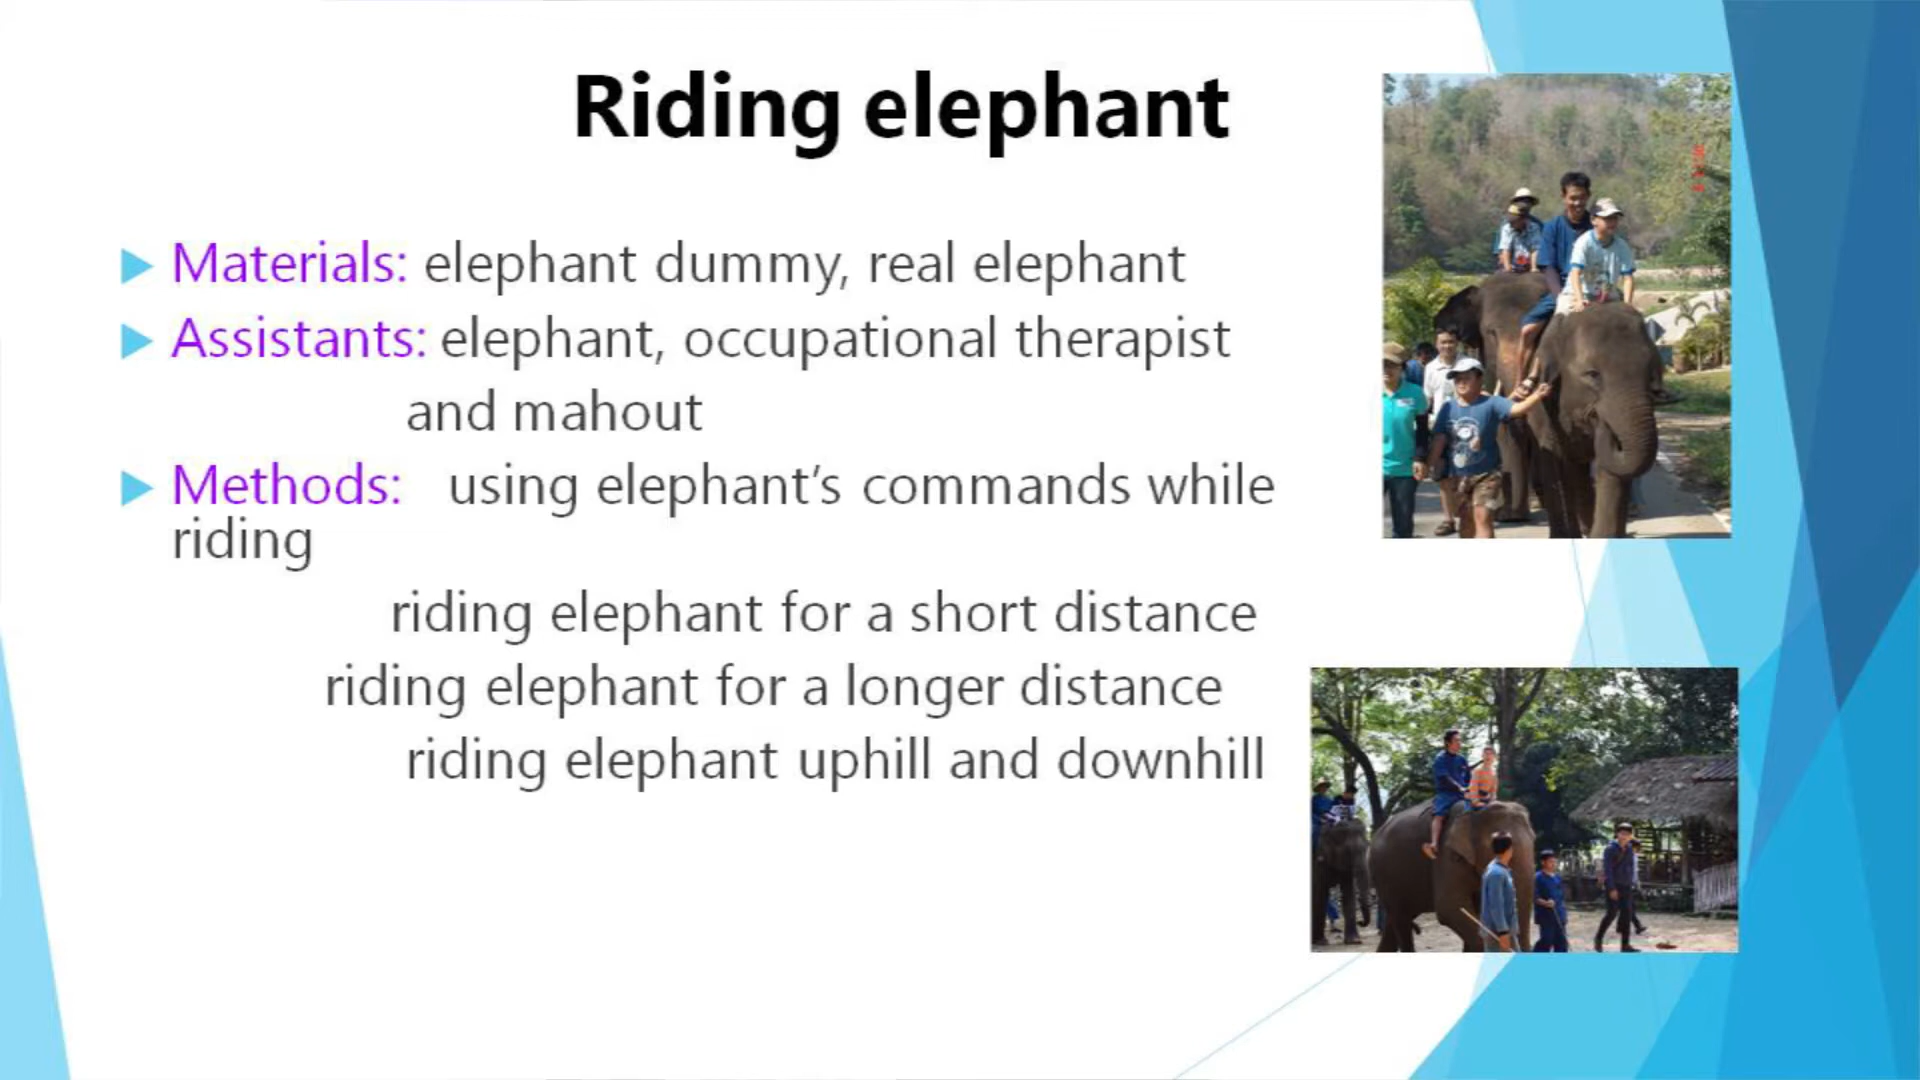 Riding elephant
Materials: elephant dummy, real elephant
Assistants: elephant, occupational therapist
and mahout
Methods: using elephant’s commands while
riding
riding elephant for a short distance
riding elephant for a longer distance
riding elephant uphill and downhill